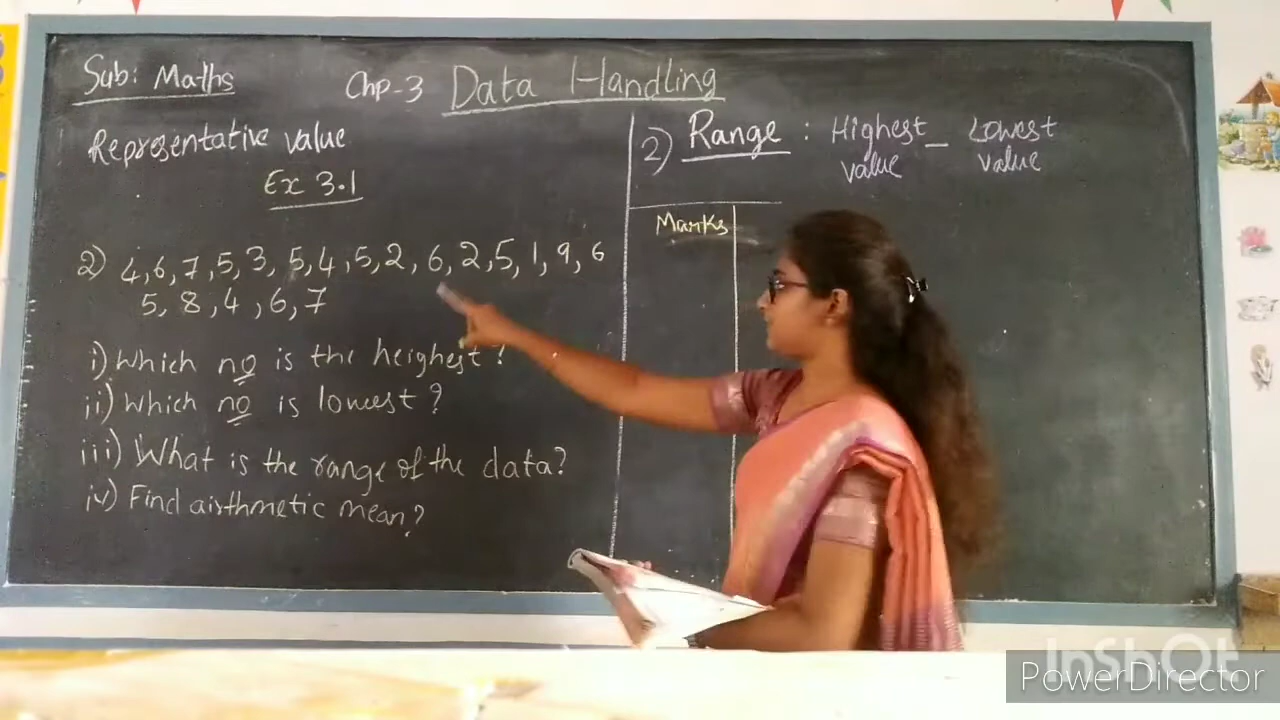 Sub: Maths
Chp-3 Data Handling
Representative value
Ex 3.1
2) 4,6,7,5,3,5,4,5,2,6,2,5,1,9,6
5,8,4,6,7
i) Which no is the heighest?
ii) Which no is lowest?
iii) What is the range of the data?
iv) Find aisthmetic mean?
2) Range : Highest value - Lowest value
Marks
InShOt
PowerDirector